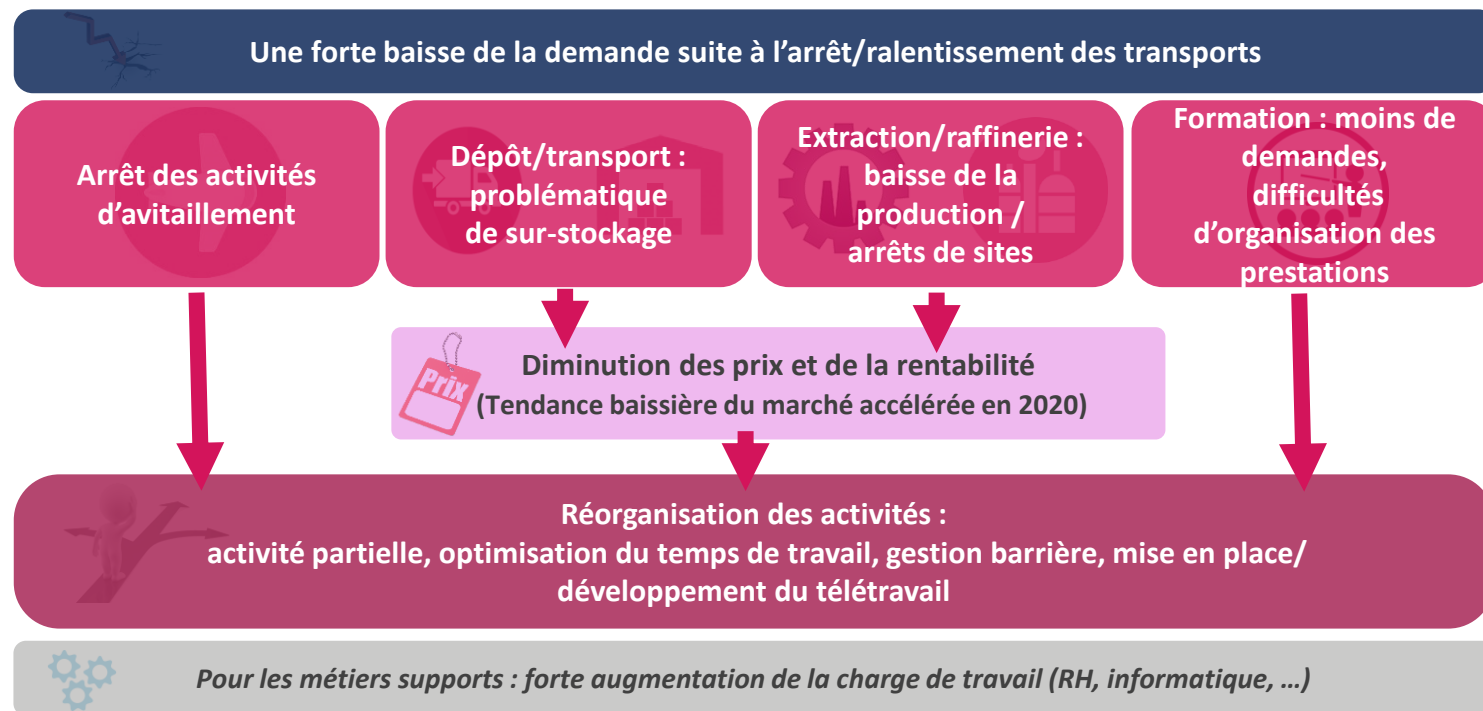 Une forte baisse de la demande suite à l’arrêt/ralentissement des transports
Arrêt des activités
d’avitaillement
Dépôt/transport :
problématique
de sur-stockage
Extraction/raffinerie :
baisse de la
production /
arrêts de sites
Formation : moins de
demandes,
difficultés
d’organisation des
prestations
Prix
Diminution des prix et de la rentabilité
(Tendance baissière du marché accélérée en 2020)
Réorganisation des activités :
activité partielle, optimisation du temps de travail, gestion barrière, mise en place/
développement du télétravail
Pour les métiers supports : forte augmentation de la charge de travail (RH, informatique, …)